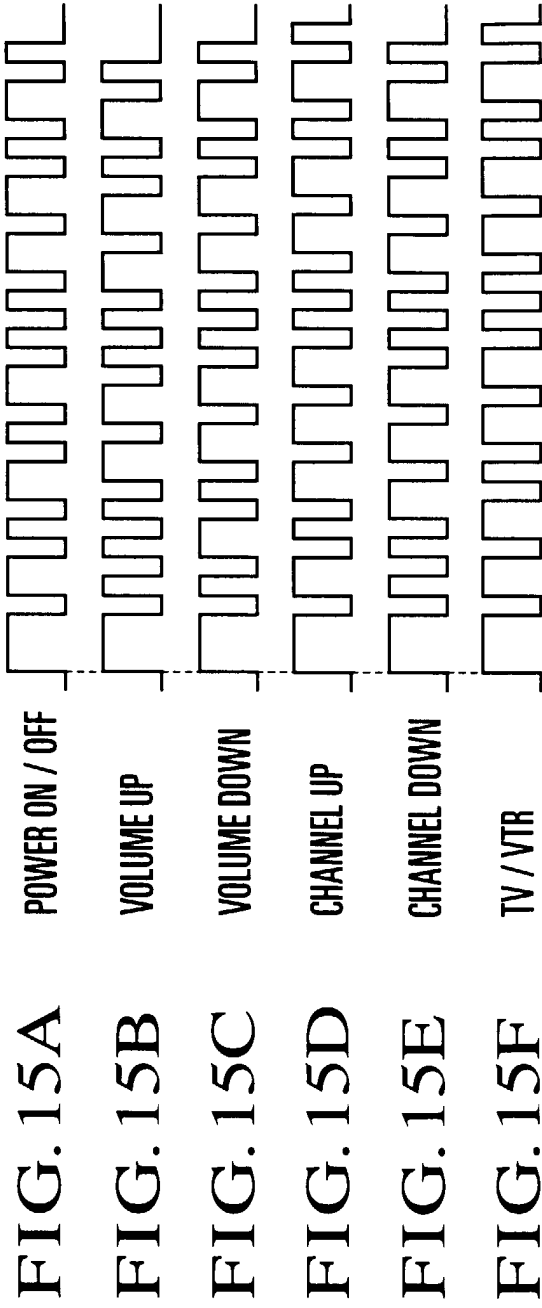 FIG. 15A POWER ON / OFF
FIG. 15B VOLUME UP
FIG. 15C VOLUME DOWN
FIG. 15D CHANNEL UP
FIG. 15E CHANNEL DOWN
FIG. 15F TV / VTR